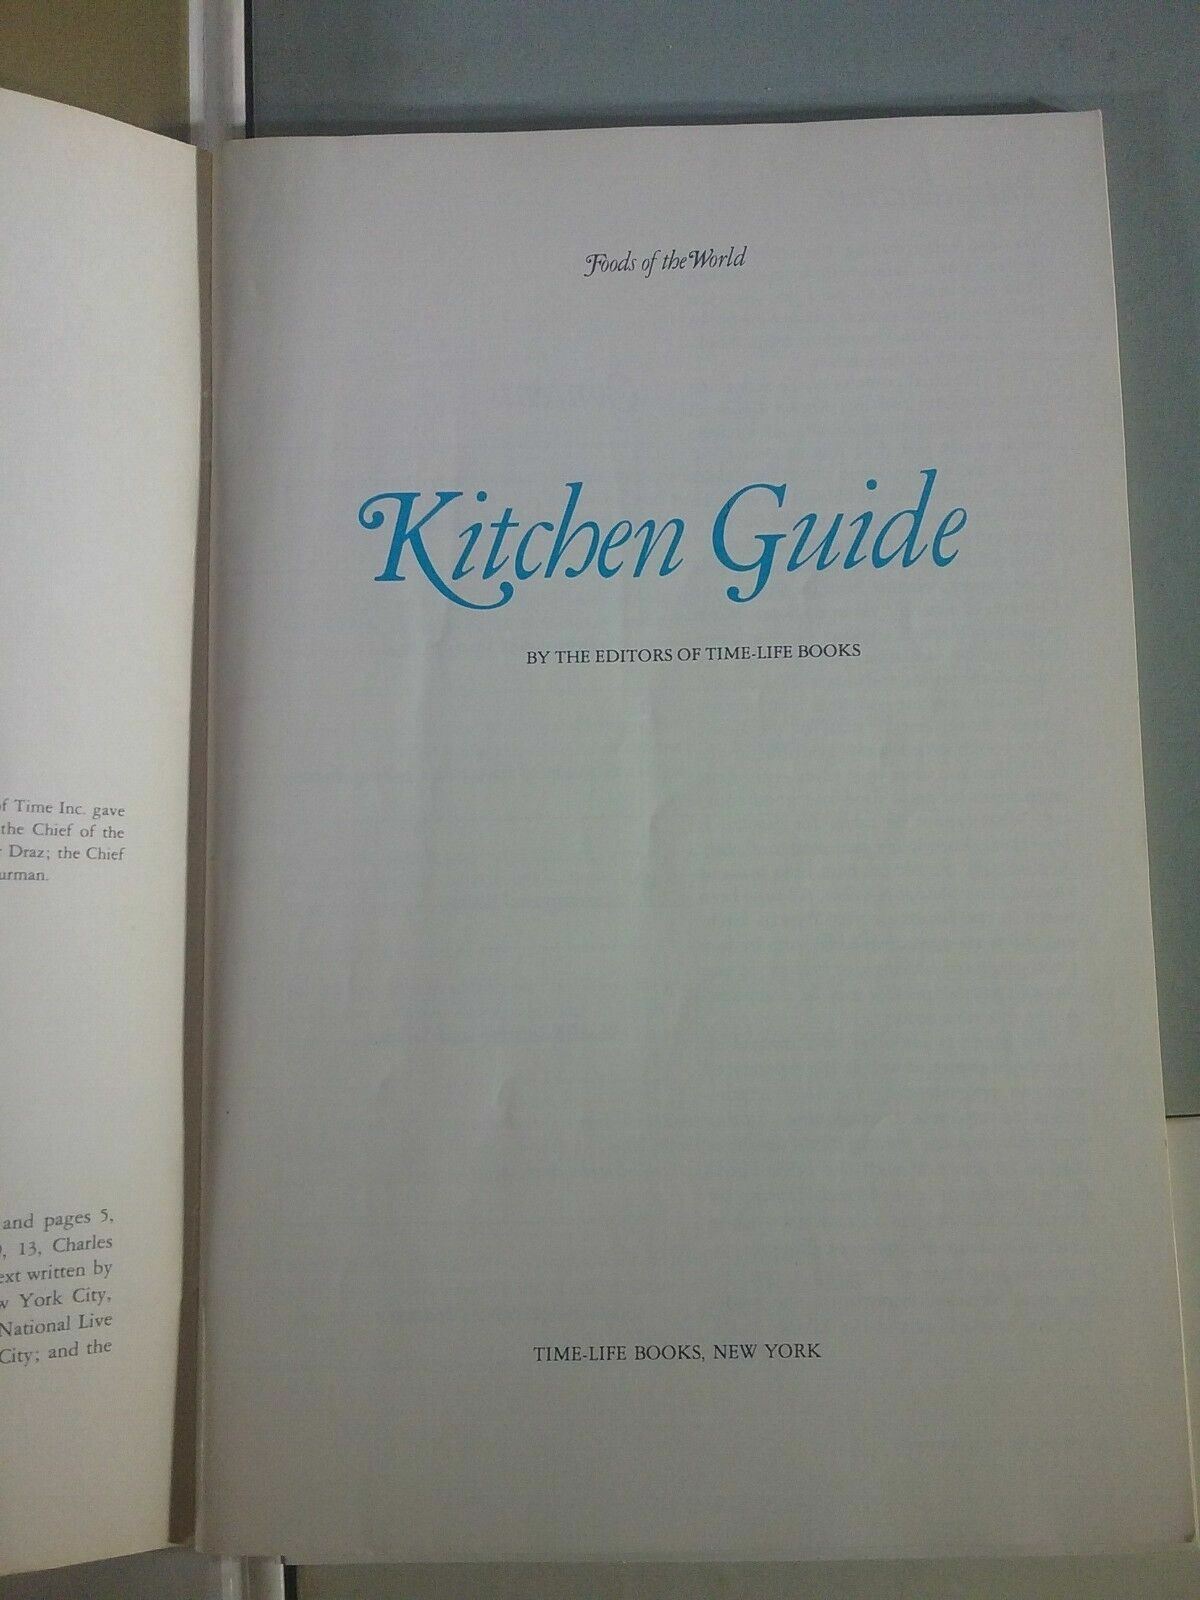 of Time Inc. gave
the Chief of the
Draz; the Chief
and pages 5,
13, Charles
written by
York City,
National Live
City; and the
Foods of the World
Kitchen Guide
BY THE EDITORS OF TIME-LIFE BOOKS
TIME-LIFE BOOKS, NEW YORK